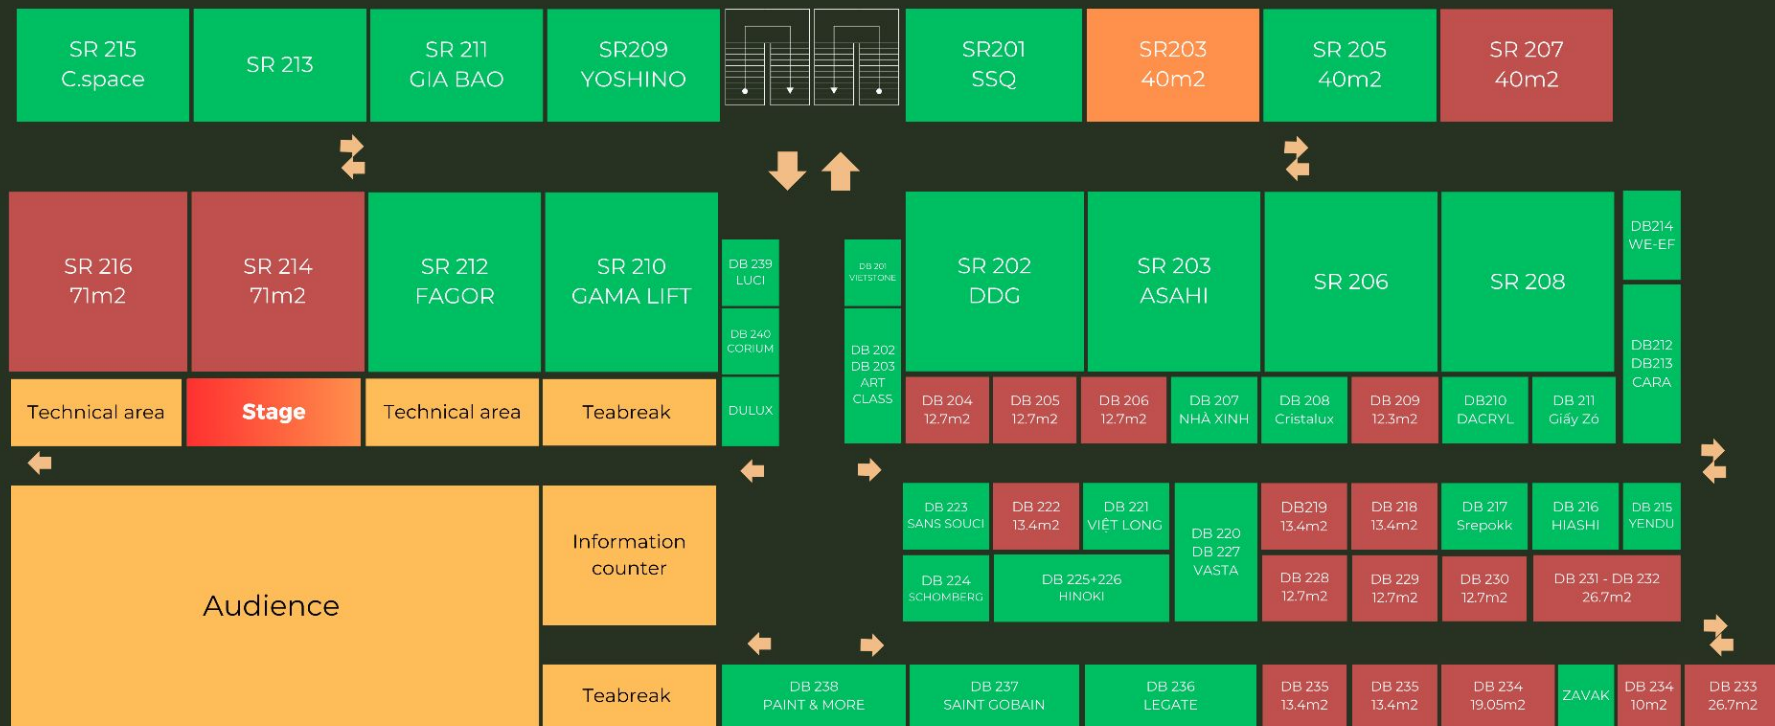 SR 215
C.space
SR 213
SR 211
GIA BAO
SR209
YOSHINO
SR201
SSQ
SR203
40m2
SR 205
40m2
SR 207
40m2
SR 216
71m2
SR 214
71m2
SR 212
FAGOR
SR 210
GAMA LIFT
DB 239
LUCI
DB 240
CORIUM
DULUX
DB 201
VIETSTONE
DB 202
DB 203
ART
CLASS
SR 202
DDG
SR 203
ASAHI
SR 206
SR 208
DB214
WE-EF
DB212
DB213
CARA
Technical area
Stage
Technical area
Teabreak
DB 204
12.7m2
DB 205
12.7m2
DB 206
12.7m2
DB 207
NHÀ XINH
DB 208
Cristalux
DB 209
12.3m2
DB210
DACRYL
DB 211
Giấy Zó
Audience
Information
counter
Teabreak
DB 223
SANS SOUCI
DB 222
13.4m2
DB 221
VIỆT LONG
DB 220
DB 227
VASTA
DB219
13.4m2
DB 218
13.4m2
DB 217
Srepokk
DB 216
HIASHI
DB 215
YENDU
DB 224
SCHOMBERG
DB 225+226
HINOKI
DB 228
12.7m2
DB 229
12.7m2
DB 230
12.7m2
DB 231 - DB 232
26.7m2
DB 238
PAINT & MORE
DB 237
SAINT GOBAIN
DB 236
LEGATE
DB 235
13.4m2
DB 235
13.4m2
DB 234
19.05m2
ZAVAK
DB 234
10m2
DB 233
26.7m2